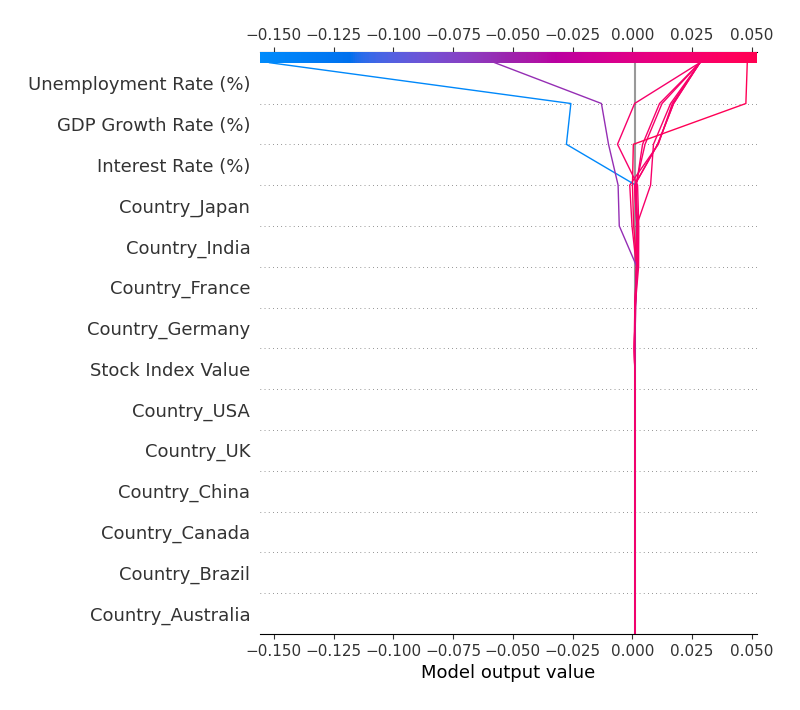 −0.150 −0.125 −0.100 −0.075 −0.050 −0.025 0.000 0.025 0.050
Unemployment Rate (%)
GDP Growth Rate (%)
Interest Rate (%)
Country_Japan
Country_India
Country_France
Country_Germany
Stock Index Value
Country_USA
Country_UK
Country_China
Country_Canada
Country_Brazil
Country_Australia
−0.150 −0.125 −0.100 −0.075 −0.050 −0.025 0.000 0.025 0.050
Model output value